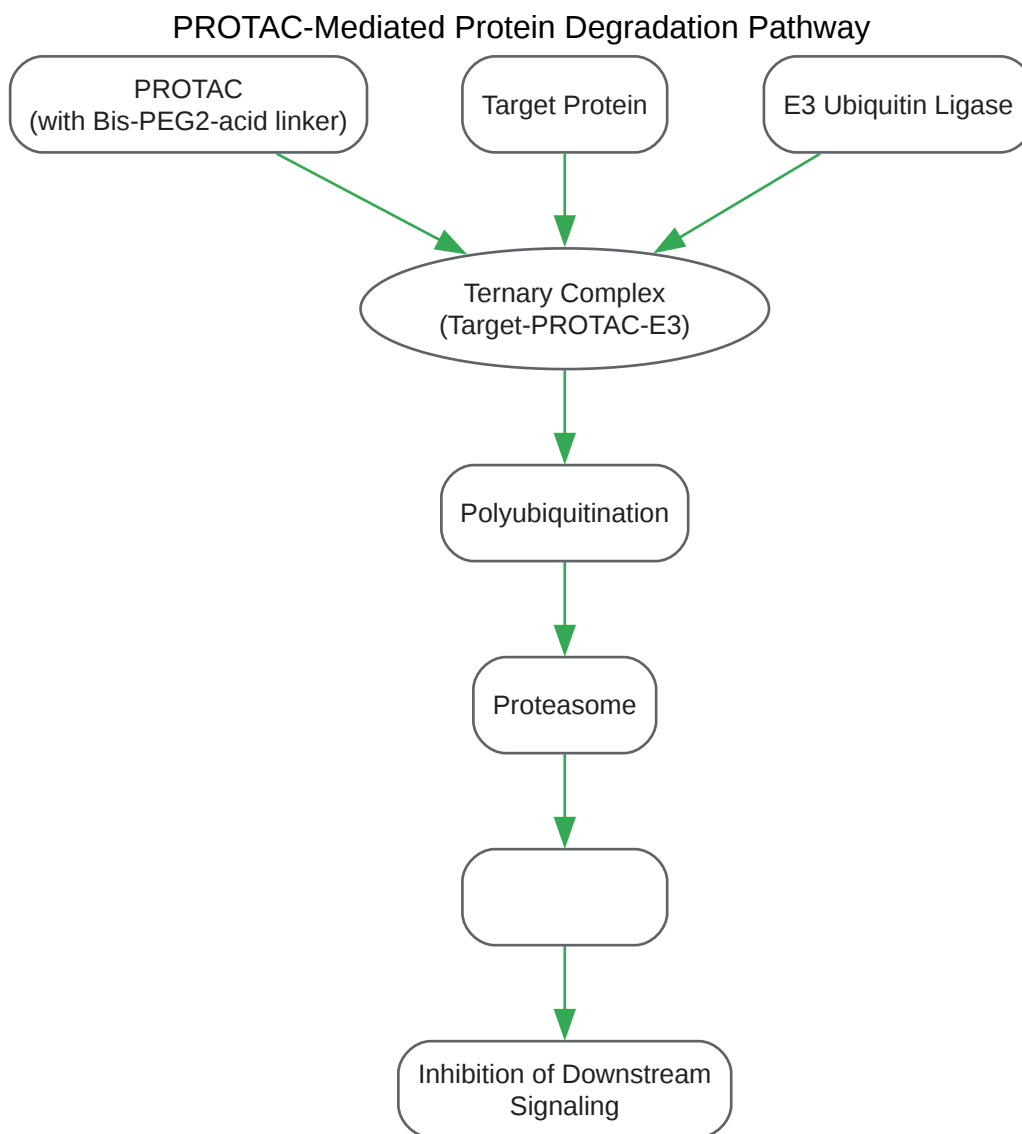 PROTAC-Mediated Protein Degradation Pathway
PROTAC
(with Bis-PEG2-acid linker)
Target Protein
E3 Ubiquitin Ligase
Ternary Complex
(Target-PROTAC-E3)
Polyubiquitination
Proteasome
Inhibition of Downstream
Signaling